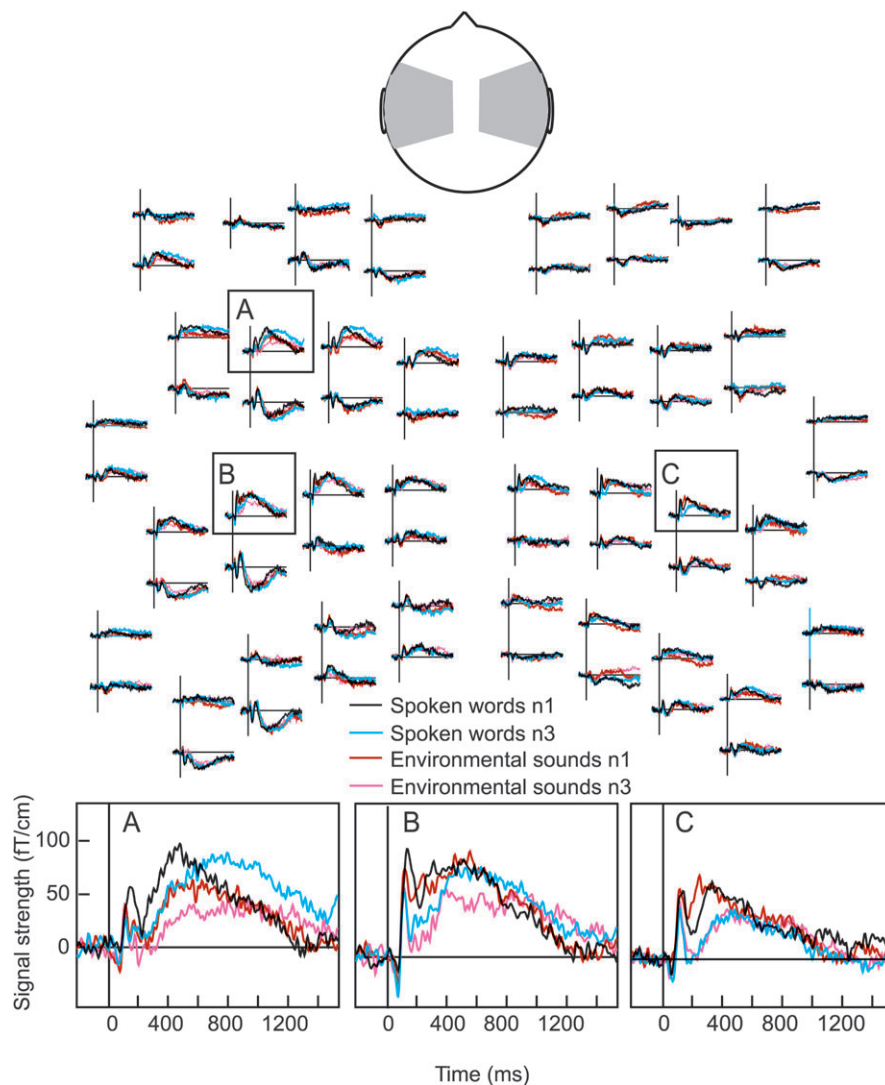 A
B
C
Spoken words n1
Spoken words n3
Environmental sounds n1
Environmental sounds n3
Signal strength (fT/cm)
100
50
0
A
B
C
0 400 800 1200
0 400 800 1200
0 400 800 1200
Time (ms)